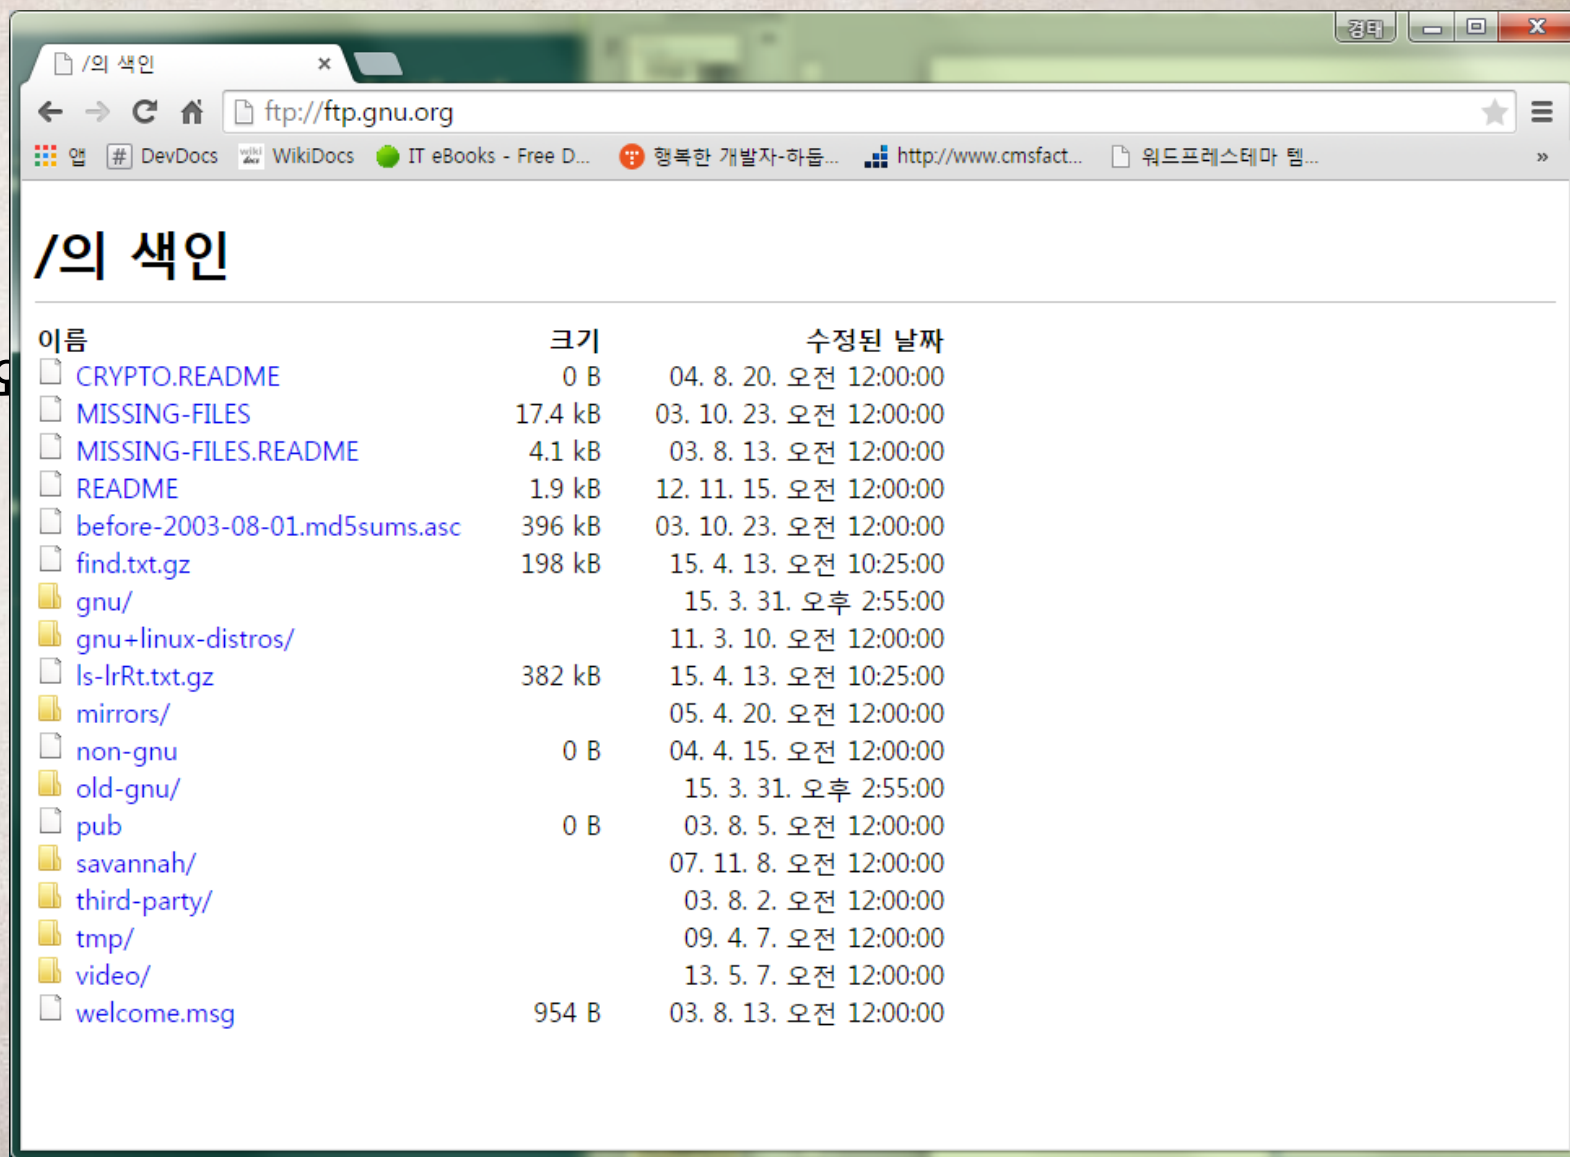 경태
/의 색인
ftp://ftp.gnu.org
앱 # DevDocs wiki docs WikiDocs IT eBooks - Free D... 행복한 개발자-하둡... http://www.cmsfact... 워드프레스테마 템... »
/의 색인
이름 크기 수정된 날짜
CRYPTO.README 0 B 04. 8. 20. 오전 12:00:00
MISSING-FILES 17.4 kB 03. 10. 23. 오전 12:00:00
MISSING-FILES.README 4.1 kB 03. 8. 13. 오전 12:00:00
README 1.9 kB 12. 11. 15. 오전 12:00:00
before-2003-08-01.md5sums.asc 396 kB 03. 10. 23. 오전 12:00:00
find.txt.gz 198 kB 15. 4. 13. 오전 10:25:00
gnu/ 15. 3. 31. 오후 2:55:00
gnu+linux-distros/ 11. 3. 10. 오전 12:00:00
ls-lrRt.txt.gz 382 kB 15. 4. 13. 오전 10:25:00
mirrors/ 05. 4. 20. 오전 12:00:00
non-gnu 0 B 04. 4. 15. 오전 12:00:00
old-gnu/ 15. 3. 31. 오후 2:55:00
pub 0 B 03. 8. 5. 오전 12:00:00
savannah/ 07. 11. 8. 오전 12:00:00
third-party/ 03. 8. 2. 오전 12:00:00
tmp/ 09. 4. 7. 오전 12:00:00
video/ 13. 5. 7. 오전 12:00:00
welcome.msg 954 B 03. 8. 13. 오전 12:00:00